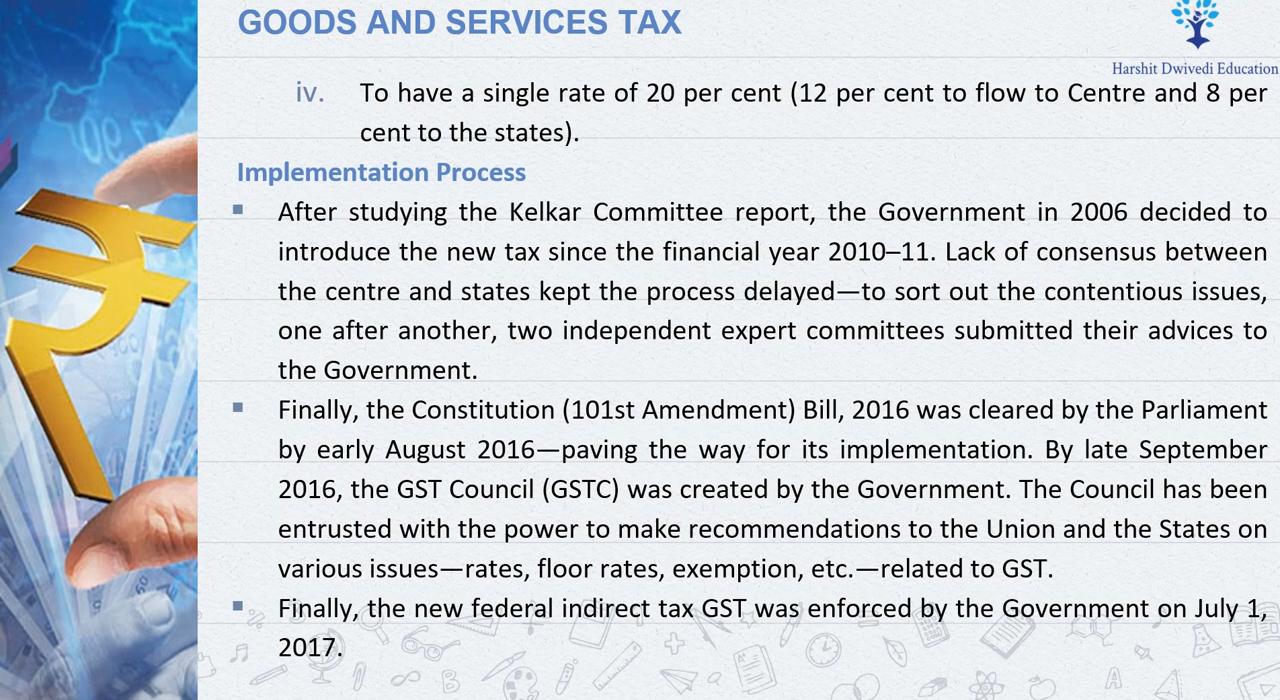 GOODS AND SERVICES TAX
Harshit Dwivedi Education
iv. To have a single rate of 20 per cent (12 per cent to flow to Centre and 8 per
cent to the states).
Implementation Process
▪ After studying the Kelkar Committee report, the Government in 2006 decided to
introduce the new tax since the financial year 2010–11. Lack of consensus between
the centre and states kept the process delayed—to sort out the contentious issues,
one after another, two independent expert committees submitted their advices to
the Government.
▪ Finally, the Constitution (101st Amendment) Bill, 2016 was cleared by the Parliament
by early August 2016—paving the way for its implementation. By late September
2016, the GST Council (GSTC) was created by the Government. The Council has been
entrusted with the power to make recommendations to the Union and the States on
various issues—rates, floor rates, exemption, etc.—related to GST.
▪ Finally, the new federal indirect tax GST was enforced by the Government on July 1,
2017.